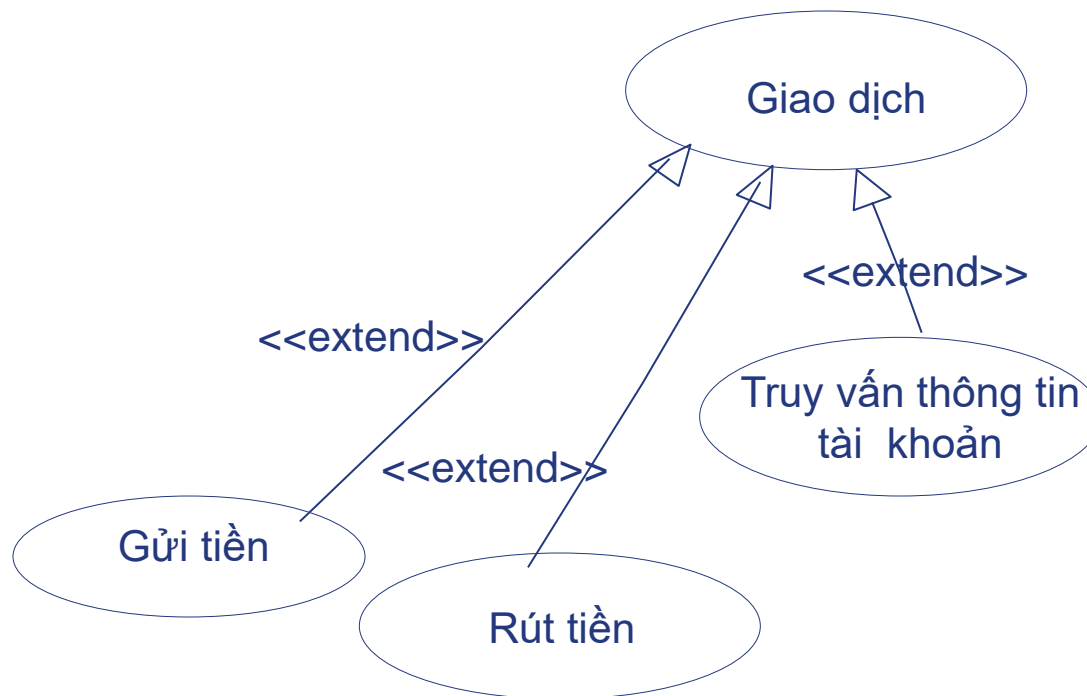 Giao dịch
<<extend>>
<<extend>>
Truy vấn thông tin
tài khoản
<<extend>>
Gửi tiền
Rút tiền